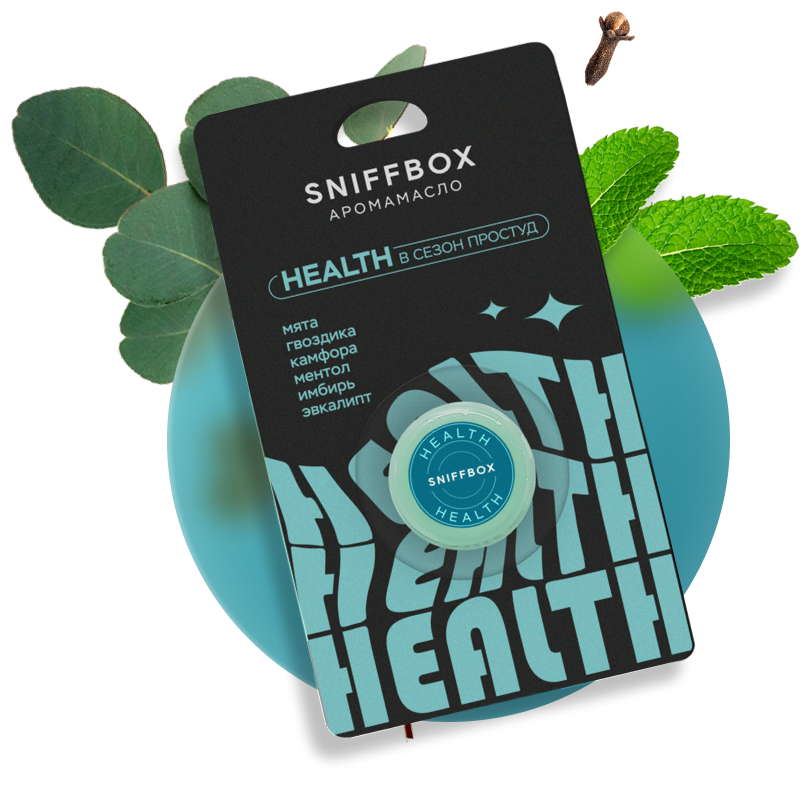 SNIFFBOX
АРОМАМАСЛО
HEALTH В СЕЗОН ПРОСТУД
мята
гвоздика
камфора
ментол
имбирь
эвкалипт
HEALTH
HEALTH
SNIFFBOX
HEALTH
HEALTH
HEALTH